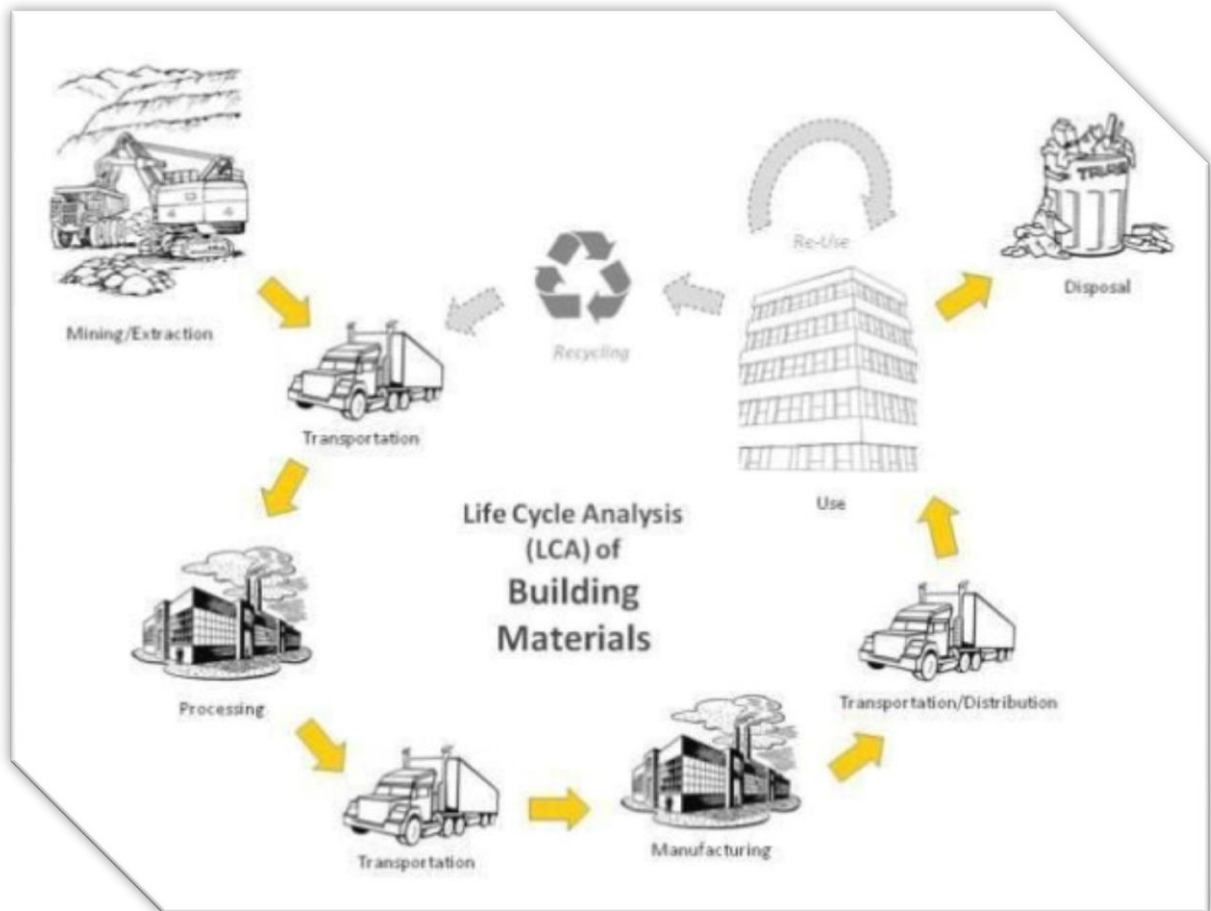 Mining/Extraction
Transportation
Processing
Transportation
Manufacturing
Transportation/Distribution
Use
Re-Use
Recycling
Disposal
Life Cycle Analysis
(LCA) of
Building
Materials